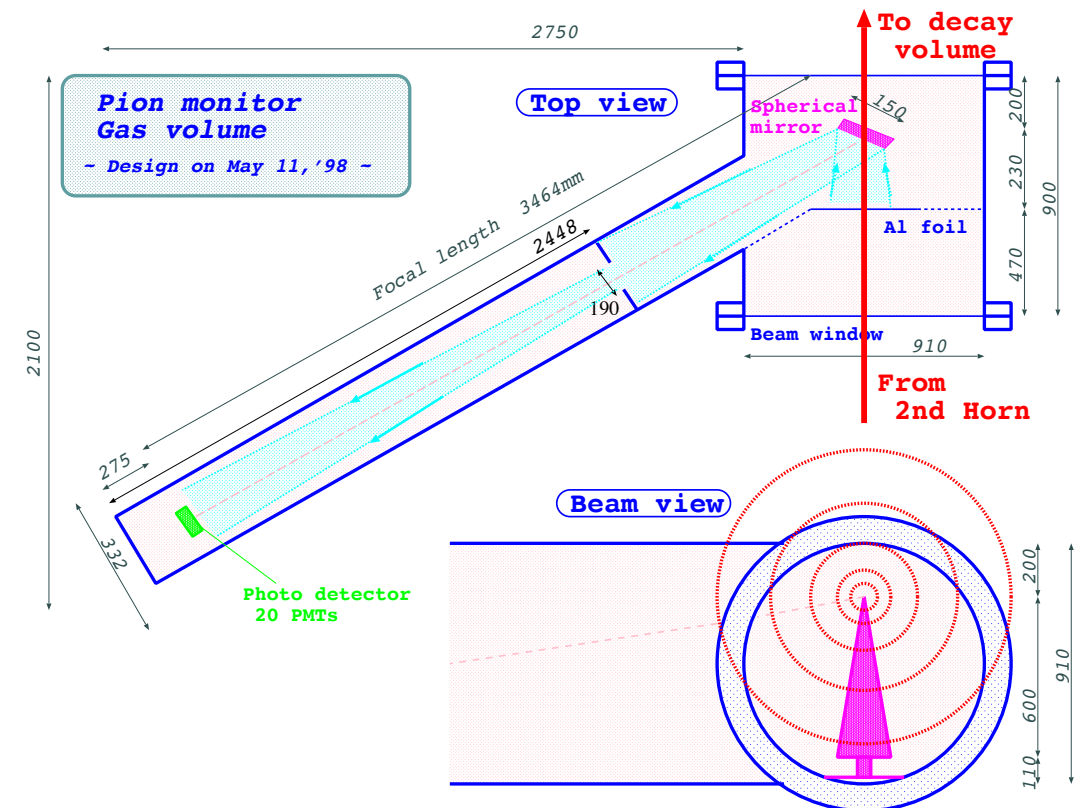 2750
To decay
volume
Pion monitor
Gas volume
~ Design on May 11,'98 ~
Top view
Spherical
mirror
150
200
230
900
470
Al foil
Focal length 3464mm
2448
190
Beam window
910
2100
From
2nd Horn
275
332
Photo detector
20 PMTs
Beam view
200
910
600
110